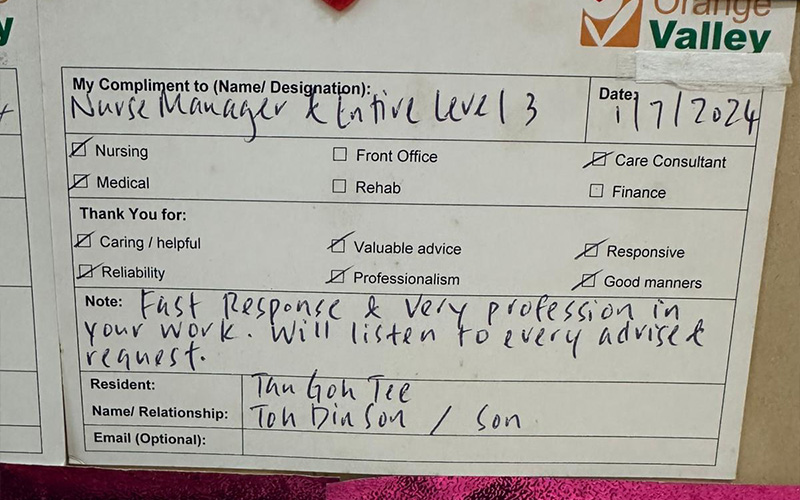 Orange
Valley
My Compliment to (Name/ Designation):
Nurse Manager & Entire Level 3
Date:
1/7/2024
☑ Nursing ☐ Front Office ☑ Care Consultant
☑ Medical ☐ Rehab ☐ Finance
Thank You for:
☑ Caring / helpful ☑ Valuable advice ☑ Responsive
☑ Reliability ☑ Professionalism ☑ Good manners
Note: Fast Response & Very profession in
your work. Will listen to every advise &
request.
Resident: Tan Goh Tee
Name/ Relationship: Toh Din Son / Son
Email (Optional):